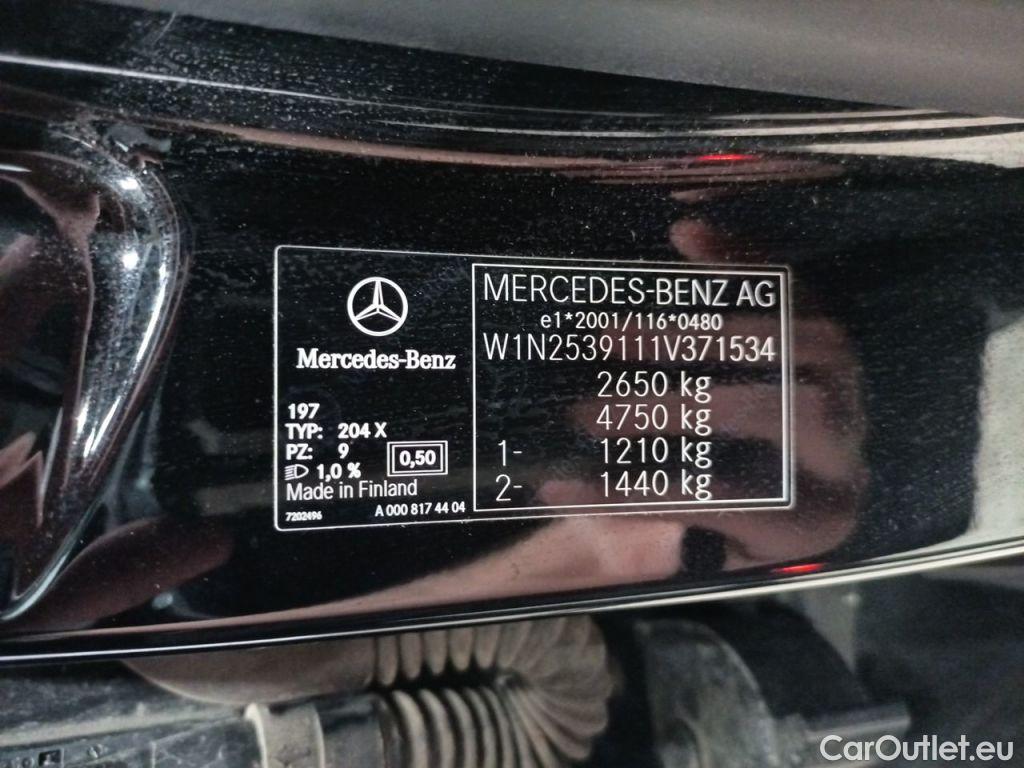 Mercedes-Benz
197
TYP: 204 X
PZ: 9
1,0 %
0,50
Made in Finland
7202496
A 000 817 44 04
MERCEDES-BENZ AG
e1*2001/116*0480
W1N2539111V371534
2650 kg
4750 kg
1- 1210 kg
2- 1440 kg
CarOutlet.eu